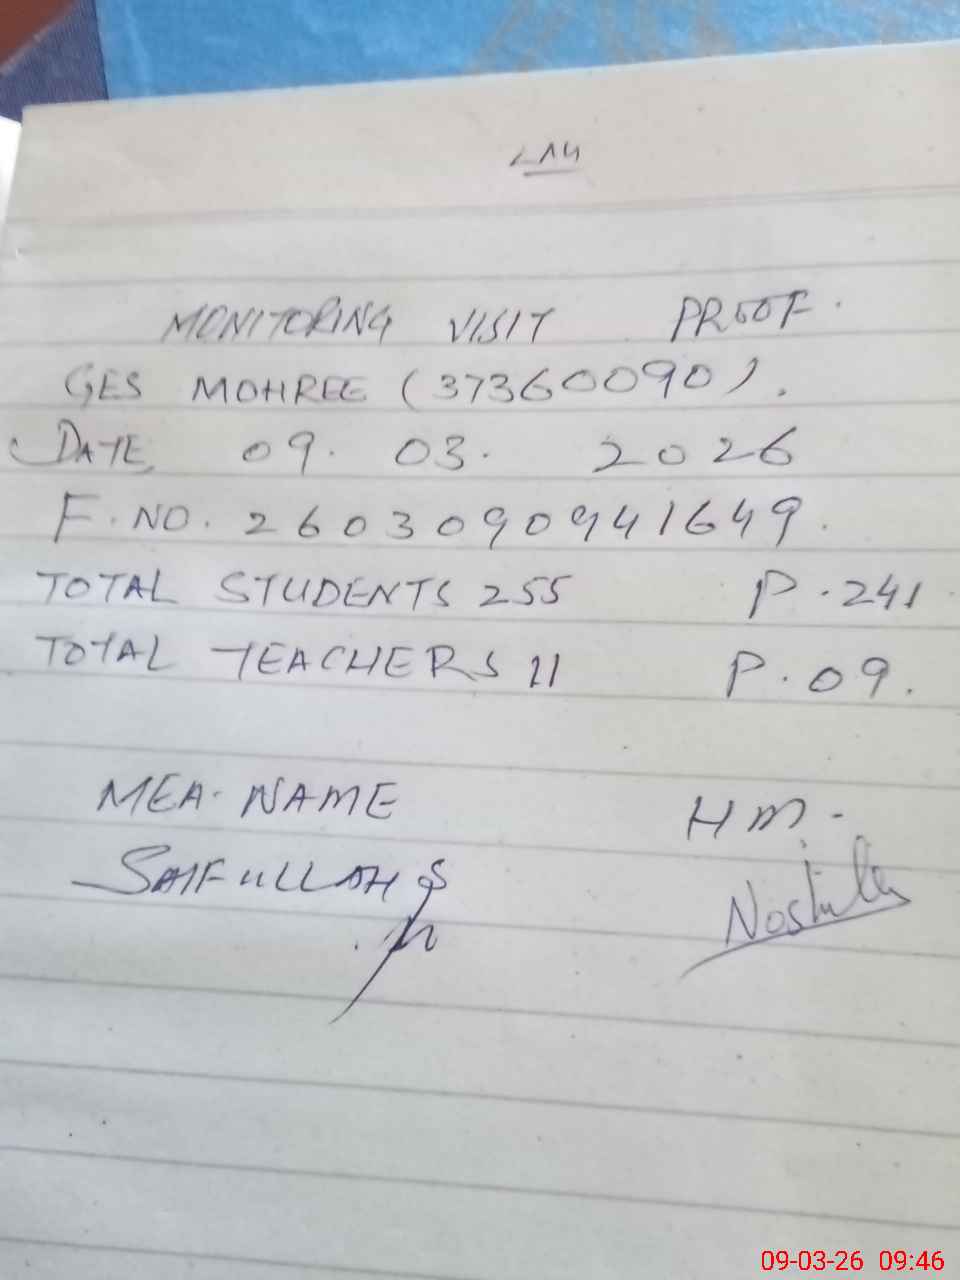 MONITORING VISIT PROOF.
GES MOHREE (37360090).
DATE 09. 03. 2026
F.NO. 2603090941649.
TOTAL STUDENTS 255 P.241
TOTAL TEACHERS 11 P.09.
MEA. NAME HM.
SAIFULLAH
09-03-26 09:46